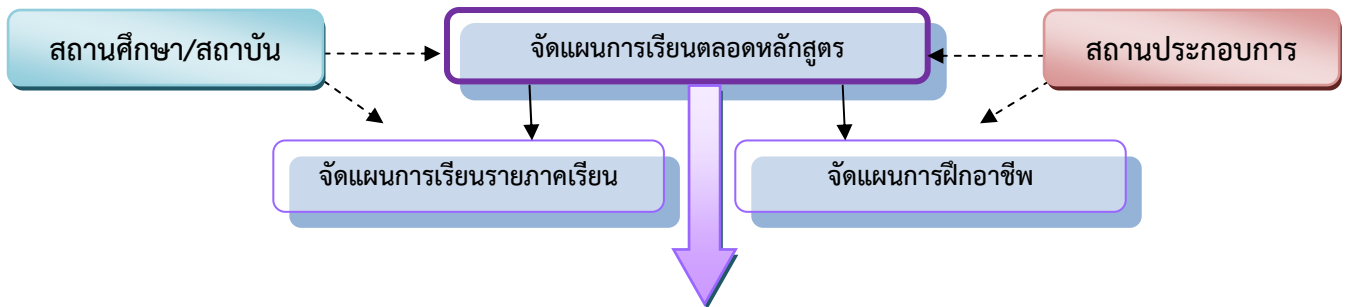 สถานศึกษา/สถาบัน
จัดแผนการเรียนตลอดหลักสูตร
สถานประกอบการ
จัดแผนการเรียนรายภาคเรียน
จัดแผนการฝึกอาชีพ